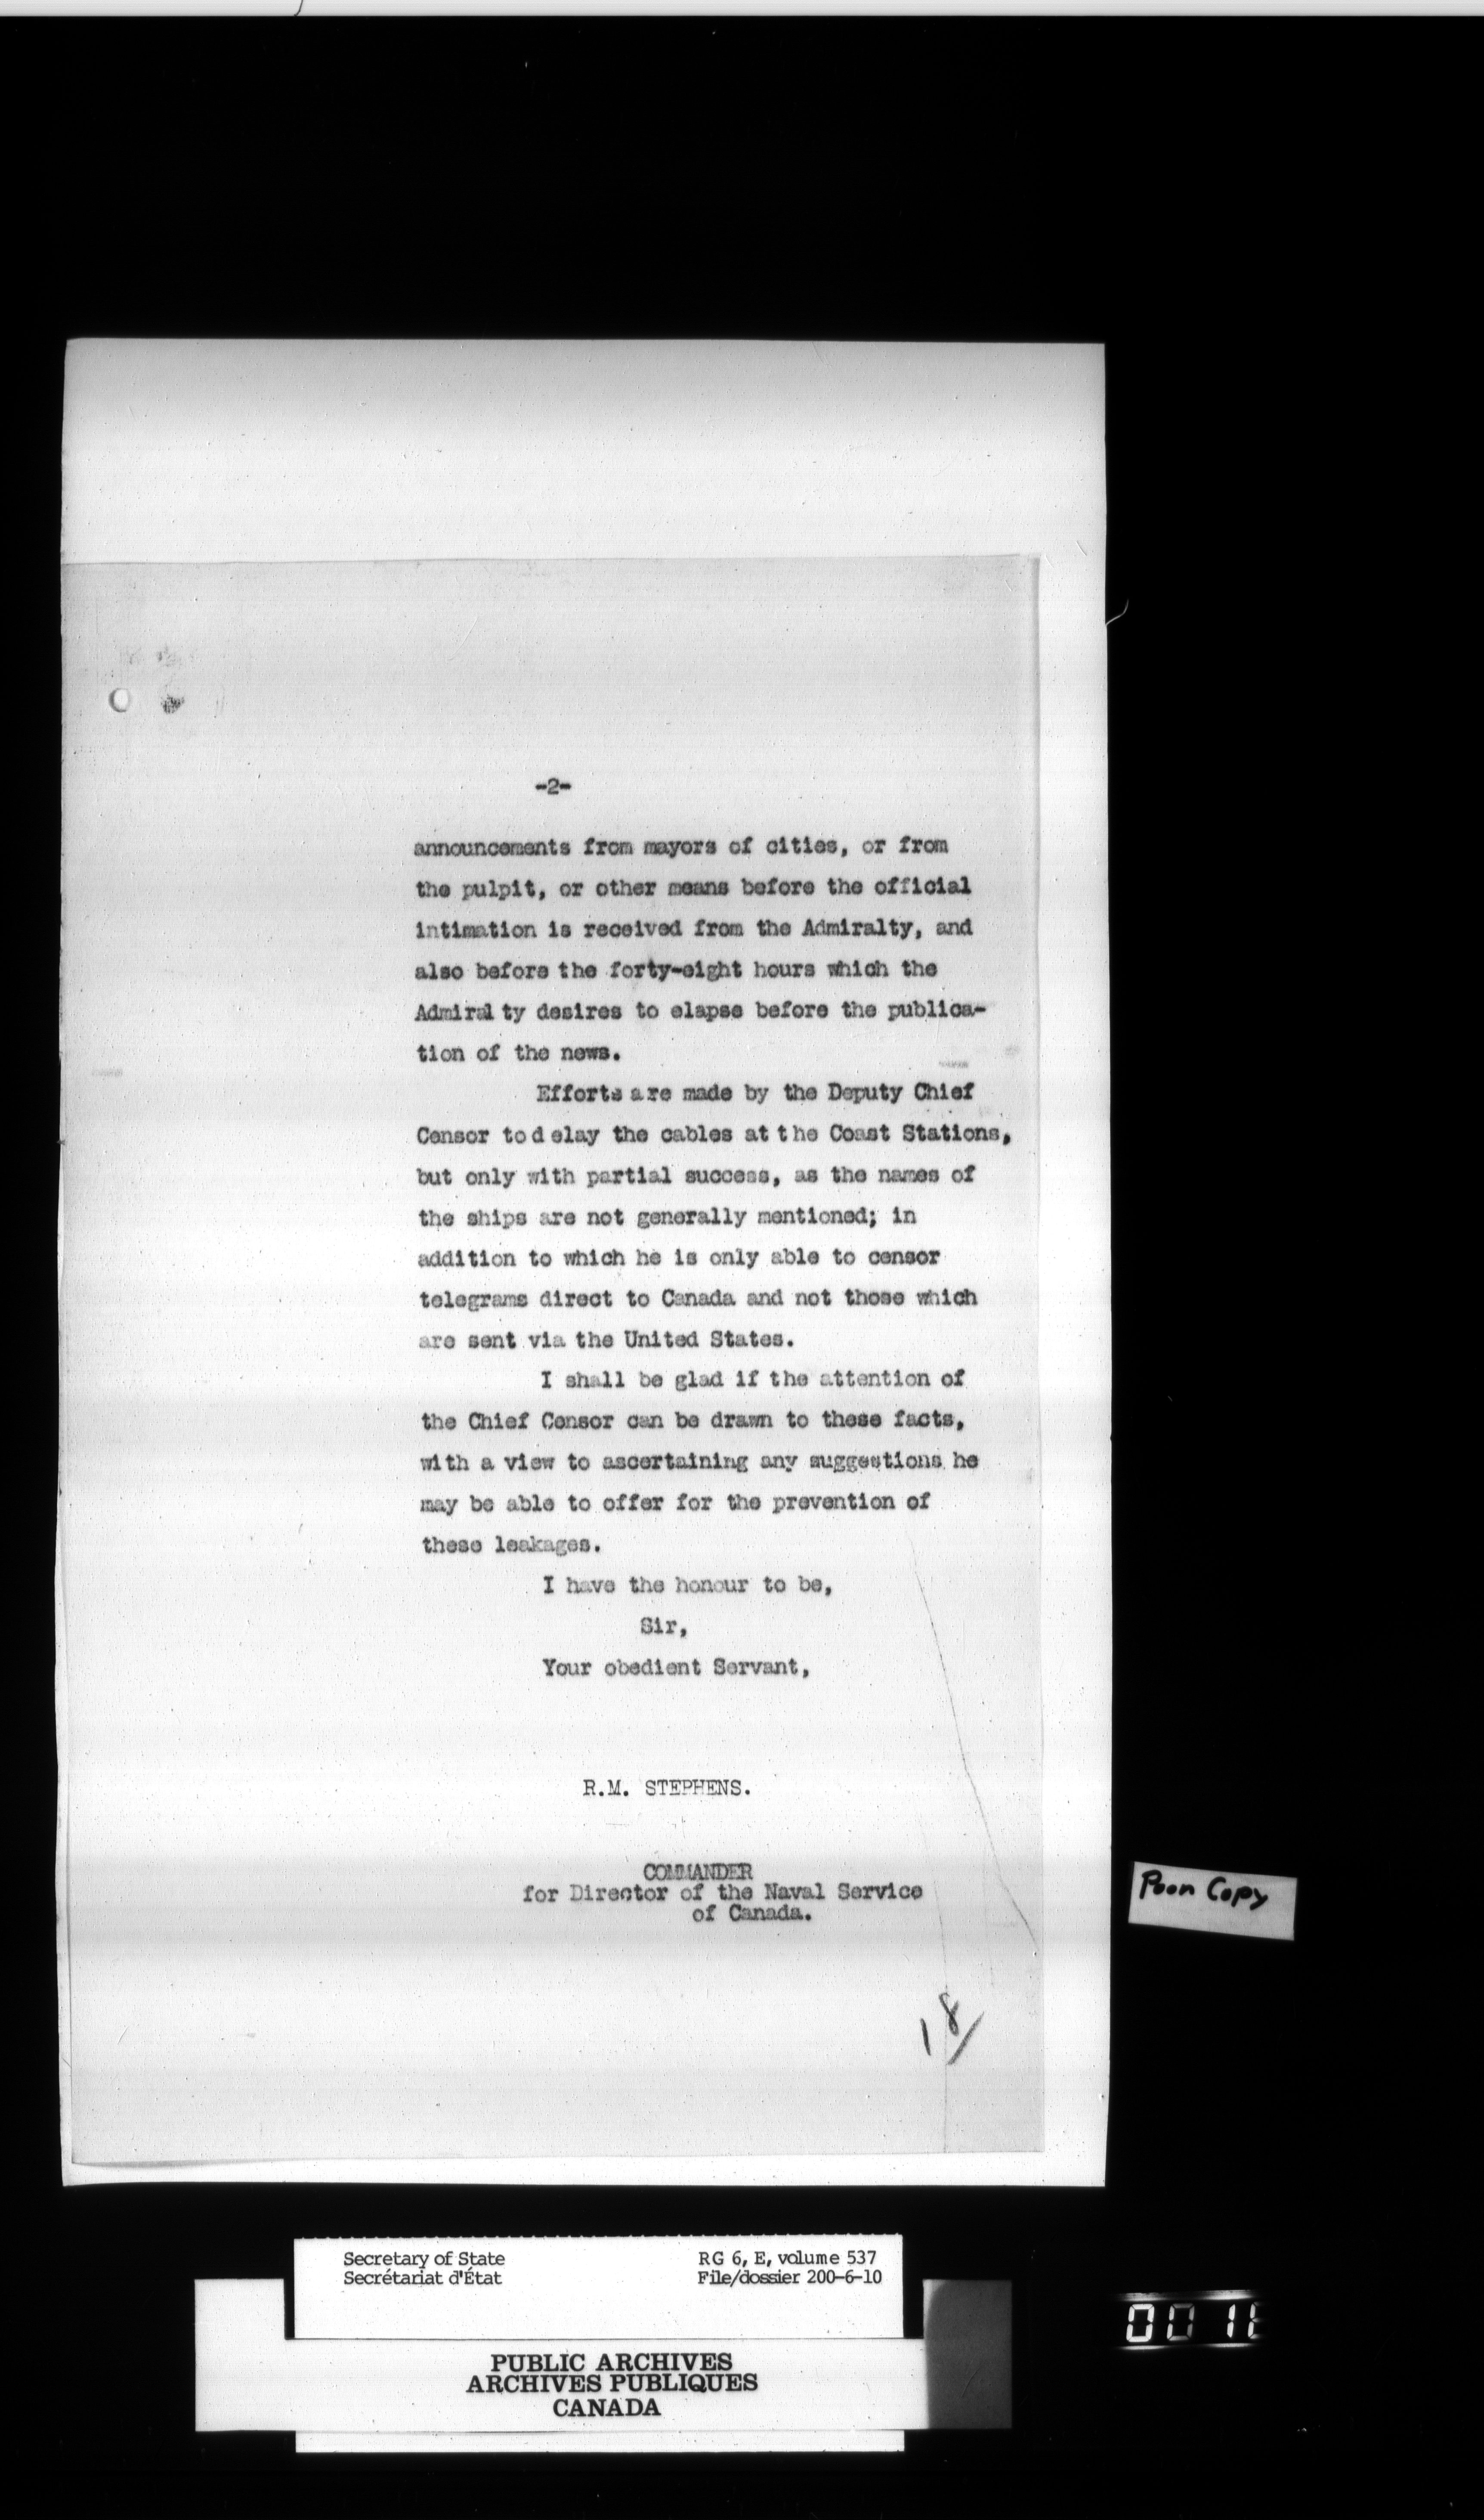 -2-
announcements from mayors of cities, or from
the pulpit, or other means before the official
intimation is received from the Admiralty, and
also before the forty-eight hours which the
Admiral ty desires to elapse before the publica-
tion of the news.
Efforts are made by the Deputy Chief
Censor to d elay the cables at t he Coast Stations,
but only with partial success, as the names of
the ships are not generally mentioned; in
addition to which he is only able to censor
telegrams direct to Canada and not those which
are sent via the United States.
I shall be glad if the attention of
the Chief Censor can be drawn to these facts,
with a view to ascertaining any suggestions he
may be able to offer for the prevention of
these leakages.
I have the honour to be,
Sir,
Your obedient Servant,
R.M. STEPHENS.
COMMANDER
for Director of the Naval Service
of Canada.
Poor Copy
18/
Secretary of State
Secrétariat d'État
RG 6, E, volume 537
File/dossier 200-6-10
PUBLIC ARCHIVES
ARCHIVES PUBLIQUES
CANADA
00 11